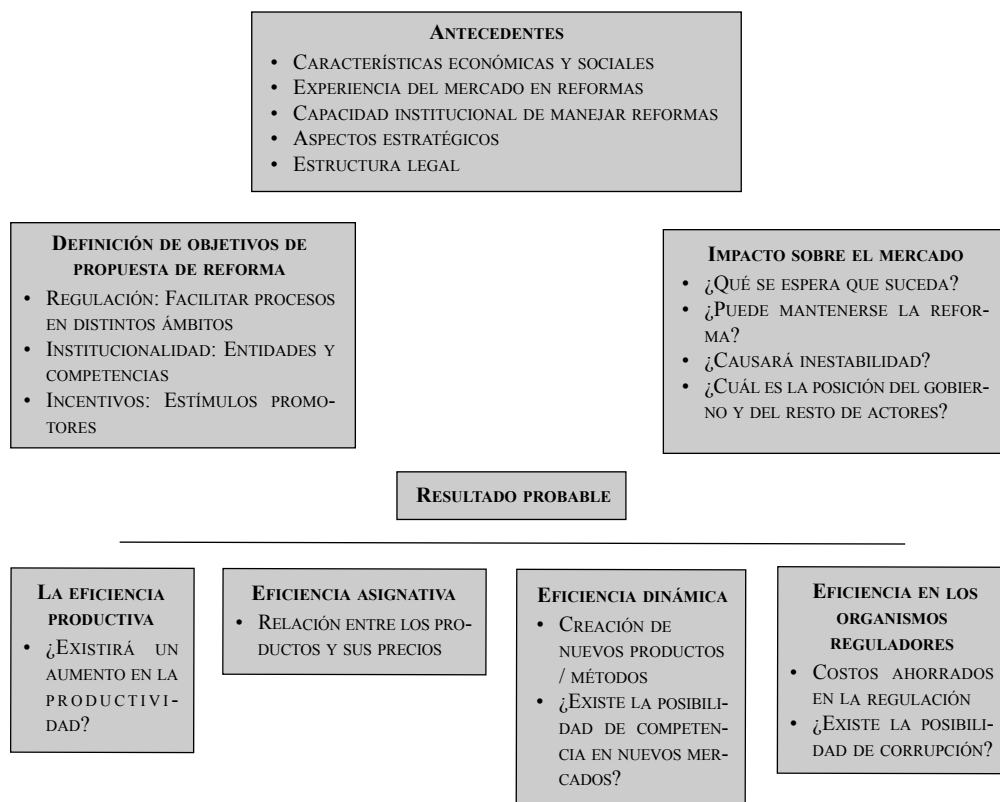 ANTECEDENTES
• CARACTERÍSTICAS ECONÓMICAS Y SOCIALES
• EXPERIENCIA DEL MERCADO EN REFORMAS
• CAPACIDAD INSTITUCIONAL DE MANEJAR REFORMAS
• ASPECTOS ESTRATÉGICOS
• ESTRUCTURA LEGAL
DEFINICIÓN DE OBJETIVOS DE
PROPUESTA DE REFORMA
• REGULACIÓN: FACILITAR PROCESOS
EN DISTINTOS ÁMBITOS
• INSTITUCIONALIDAD: ENTIDADES Y
COMPETENCIAS
• INCENTIVOS: ESTÍMULOS PROMO-
TORES
IMPACTO SOBRE EL MERCADO
• ¿QUÉ SE ESPERA QUE SUCEDA?
• ¿PUEDE MANTENERSE LA REFOR-
MA?
• ¿CAUSARÁ INESTABILIDAD?
• ¿CUÁL ES LA POSICIÓN DEL GOBIER-
NO Y DEL RESTO DE ACTORES?
RESULTADO PROBABLE
LA EFICIENCIA
PRODUCTIVA
• ¿EXISTIRÁ UN
AUMENTO EN LA
PRODUCTIVI-
DAD?
EFICIENCIA ASIGNATIVA
• RELACIÓN ENTRE LOS PRO-
DUCTOS Y SUS PRECIOS
EFICIENCIA DINÁMICA
• CREACIÓN DE
NUEVOS PRODUCTOS
/ MÉTODOS
• ¿EXISTE LA POSIBILI-
DAD DE COMPETEN-
CIA EN NUEVOS MER-
CADOS?
EFICIENCIA EN LOS
ORGANISMOS
REGULADORES
• COSTOS AHORRADOS
EN LA REGULACIÓN
• ¿EXISTE LA POSIBILI-
DAD DE CORRUPCIÓN?